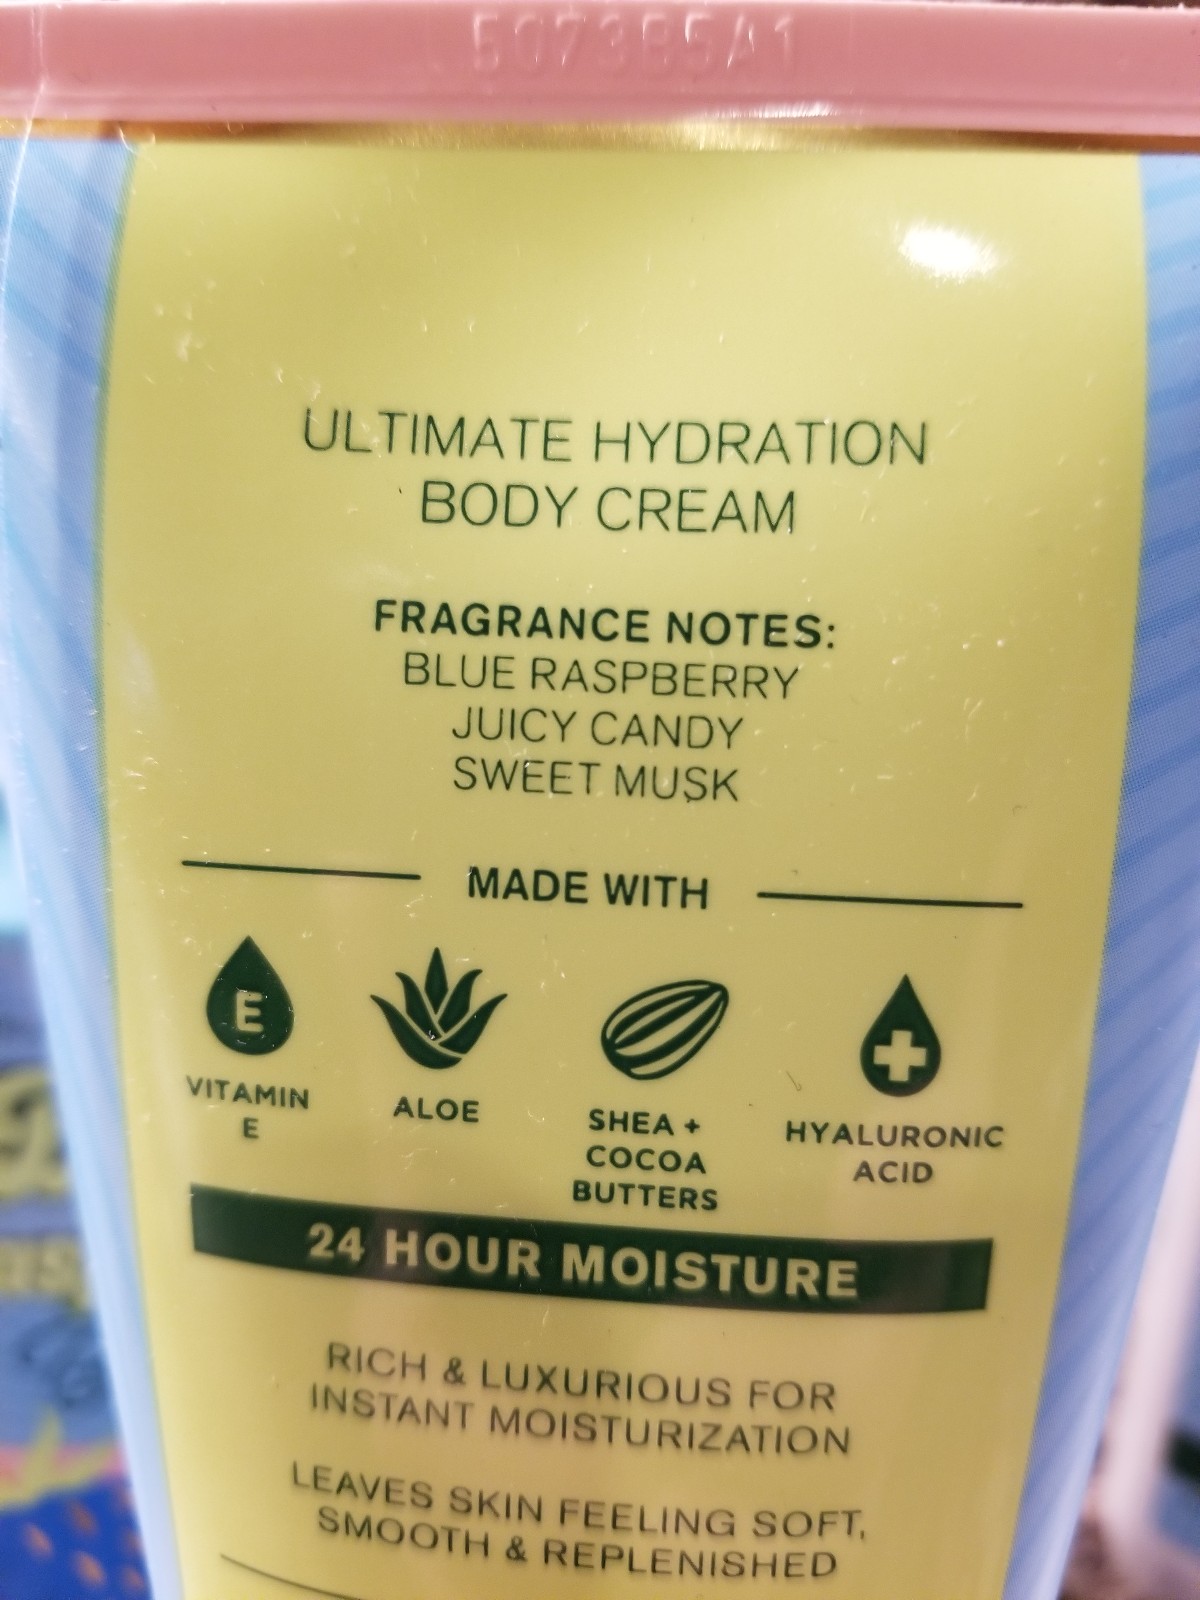 5073B5A1
ULTIMATE HYDRATION
BODY CREAM
FRAGRANCE NOTES:
BLUE RASPBERRY
JUICY CANDY
SWEET MUSK
MADE WITH
E
VITAMIN
E
ALOE
SHEA +
COCOA
BUTTERS
HYALURONIC
ACID
24 HOUR MOISTURE
RICH & LUXURIOUS FOR
INSTANT MOISTURIZATION
LEAVES SKIN FEELING SOFT,
SMOOTH & REPLENISHED